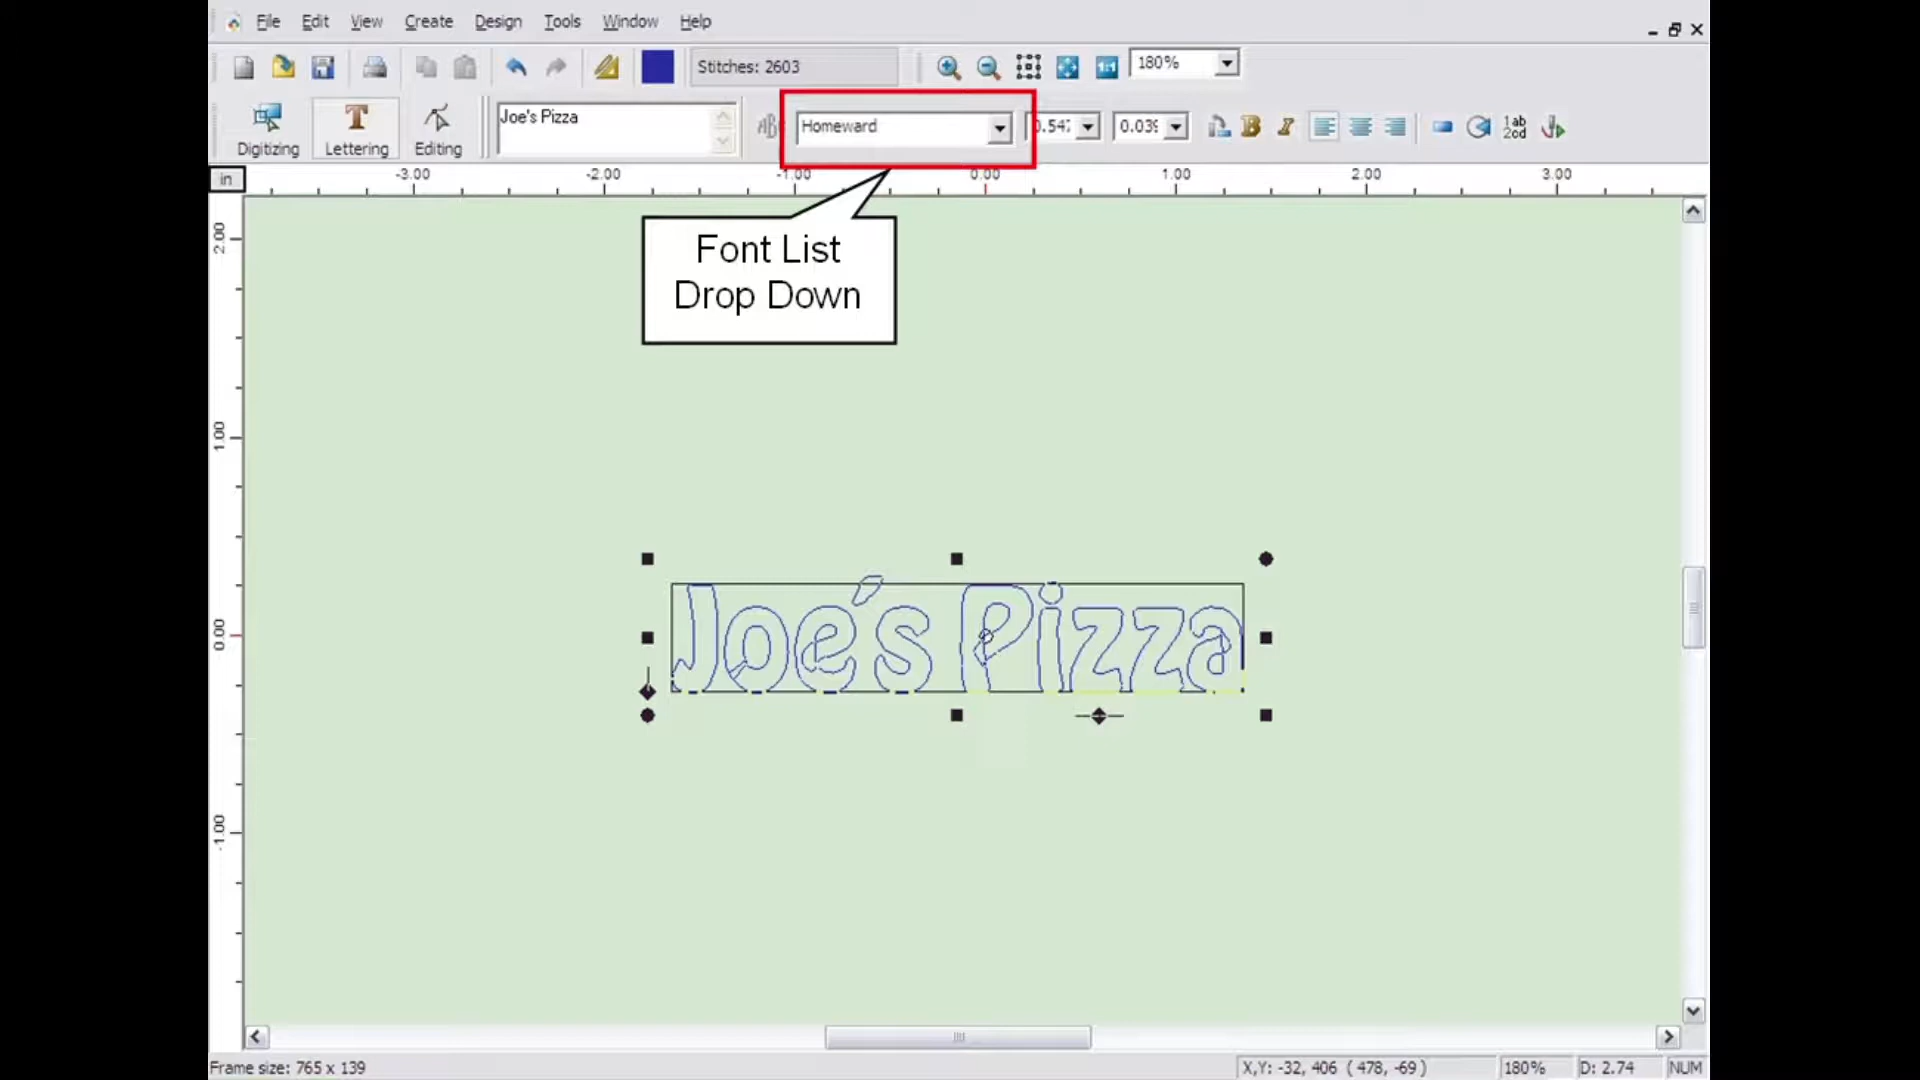 File Edit View Create Design Tools Window Help
Stitches: 2603
180%
Digitizing Lettering Editing
Joe's Pizza
Homeward
0.039
1ab
2cd
in
-3.00 -2.00 -1.00 0.00 1.00 2.00 3.00
Font List
Drop Down
2.00
1.00
0.00
-1.00
Joe's Pizza
Frame size: 765 x 139
X,Y: -32, 406 ( 478, -69 )
180%
D: 2.74
NUM